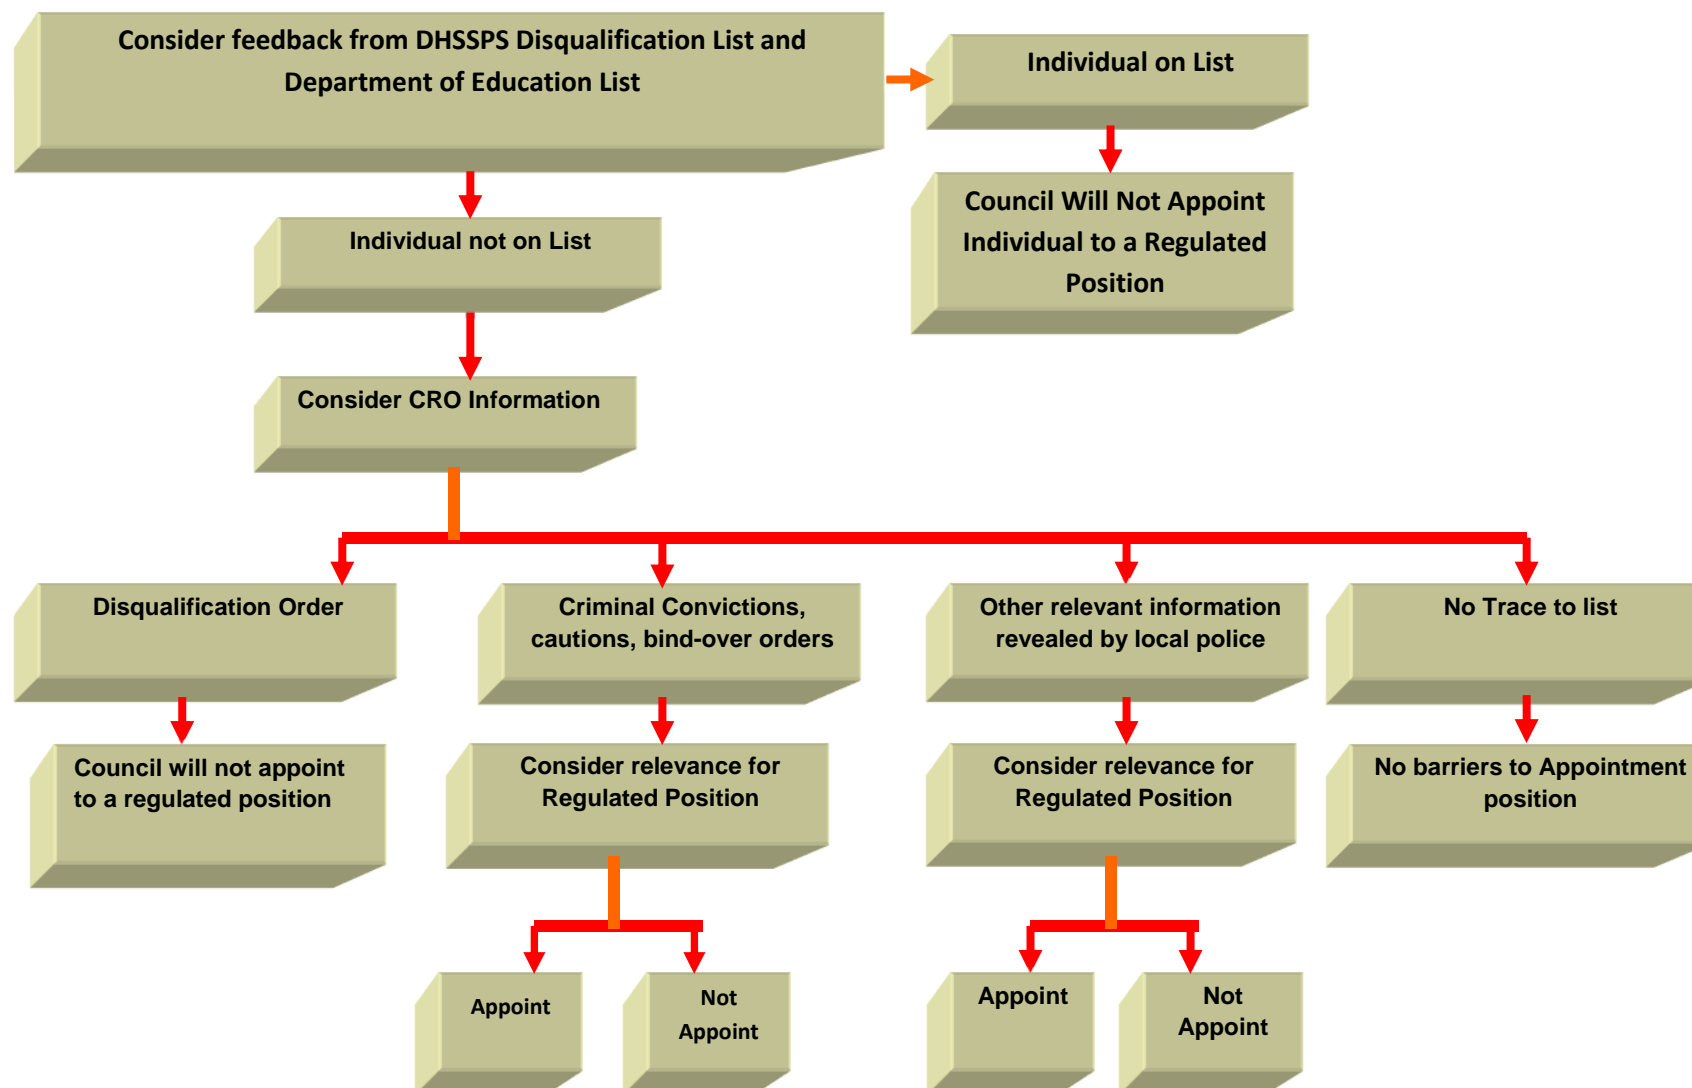 Consider feedback from DHSSPS Disqualification List and
Department of Education List
Individual on List
Council Will Not Appoint
Individual to a Regulated
Position
Individual not on List
Consider CRO Information
Disqualification Order
Criminal Convictions,
cautions, bind-over orders
Other relevant information
revealed by local police
No Trace to list
Council will not appoint
to a regulated position
Consider relevance for
Regulated Position
Consider relevance for
Regulated Position
No barriers to Appointment
position
Appoint
Not
Appoint
Appoint
Not
Appoint